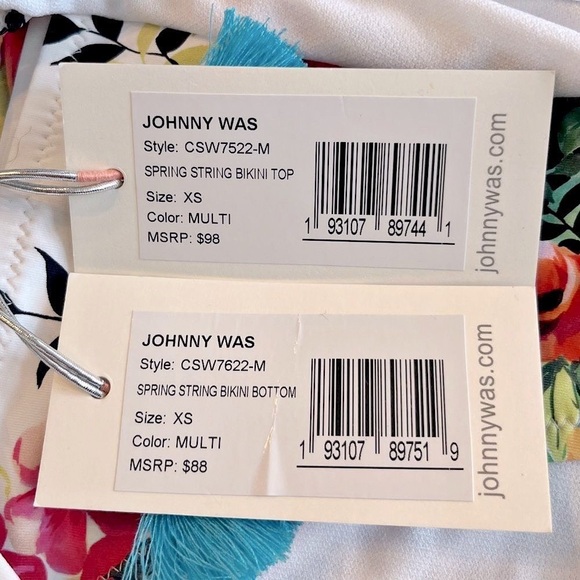 JOHNNY WAS
Style: CSW7522-M
SPRING STRING BIKINI TOP
Size: XS
Color: MULTI
MSRP: $98
1 93107 89744 1
johnnywas.com
JOHNNY WAS
Style: CSW7622-M
SPRING STRING BIKINI BOTTOM
Size: XS
Color: MULTI
MSRP: $88
1 93107 89751 9
johnnywas.com